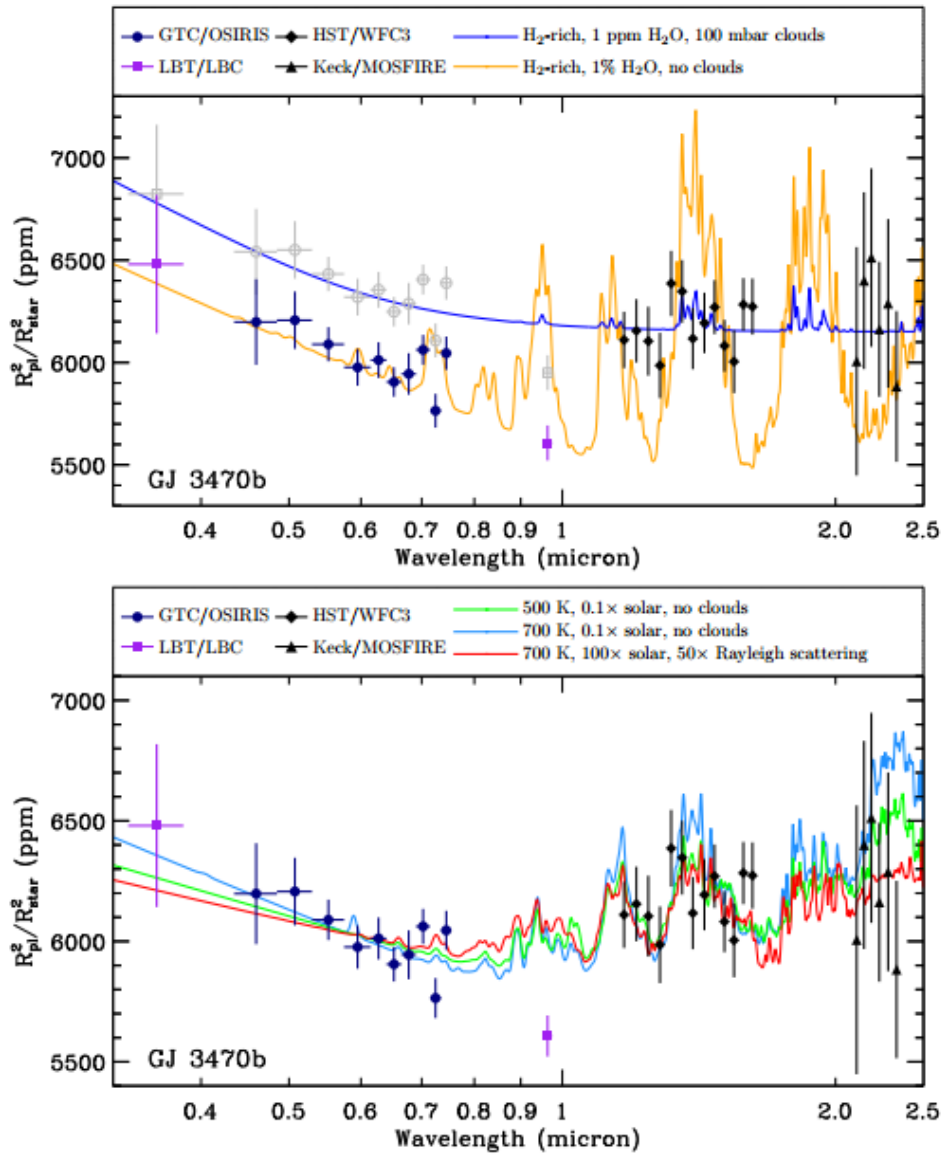 GTC/OSIRIS HST/WFC3 H2-rich, 1 ppm H2O, 100 mbar clouds
LBT/LBC Keck/MOSFIRE H2-rich, 1% H2O, no clouds
7000
6500
6000
5500
R²pl/R²star (ppm)
GJ 3470b
0.4 0.5 0.6 0.7 0.8 0.9 1 2.0 2.5
Wavelength (micron)
GTC/OSIRIS HST/WFC3 500 K, 0.1× solar, no clouds
700 K, 0.1× solar, no clouds
LBT/LBC Keck/MOSFIRE 700 K, 100× solar, 50× Rayleigh scattering
7000
6500
6000
5500
R²pl/R²star (ppm)
GJ 3470b
0.4 0.5 0.6 0.7 0.8 0.9 1 2.0 2.5
Wavelength (micron)